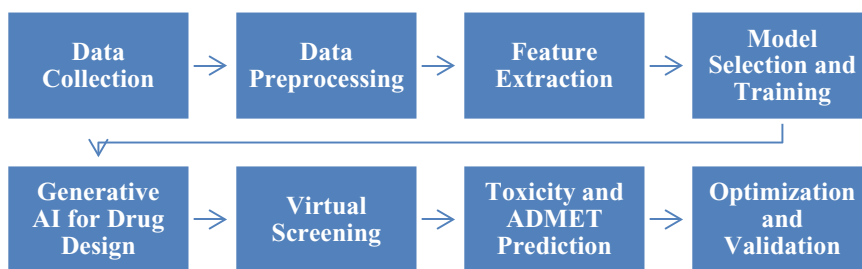 Data
Collection
Data
Preprocessing
Feature
Extraction
Model
Selection and
Training
Generative
AI for Drug
Design
Virtual
Screening
Toxicity and
ADMET
Prediction
Optimization
and
Validation